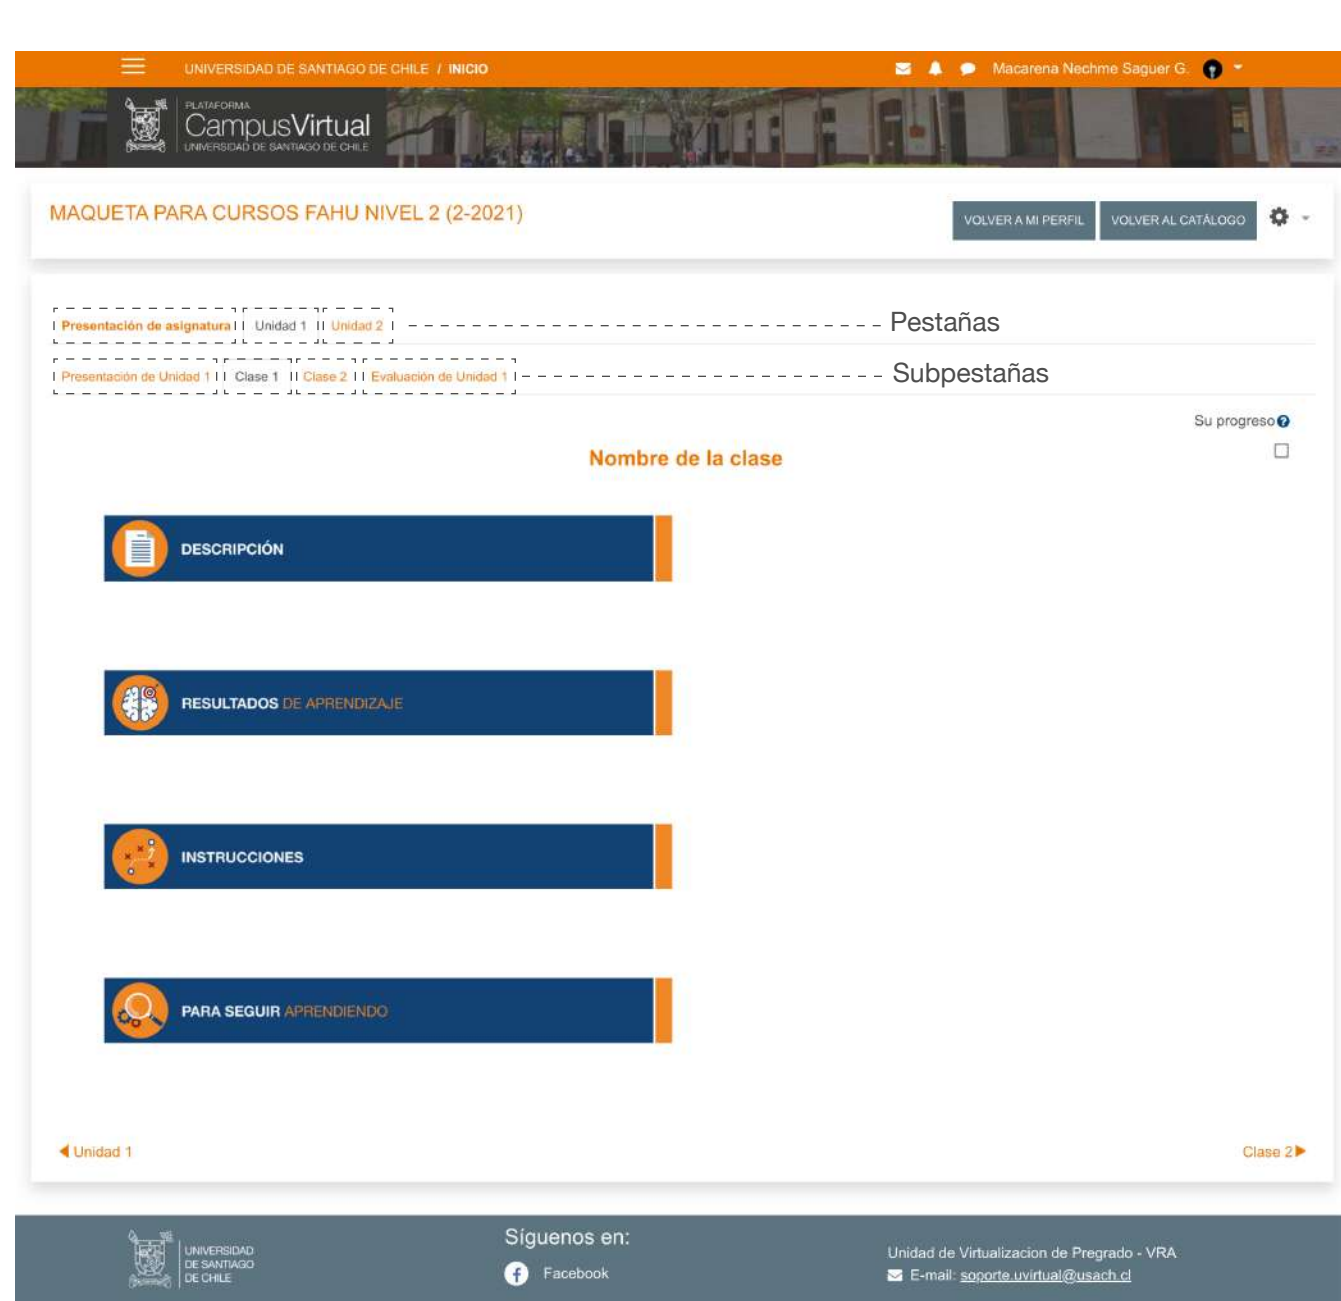 UNIVERSIDAD DE SANTIAGO DE CHILE / INICIO
Macarena Nechme Saguer G.
PLATAFORMA
CampusVirtual
UNIVERSIDAD DE SANTIAGO DE CHILE
MAQUETA PARA CURSOS FAHU NIVEL 2 (2-2021)
VOLVER A MI PERFIL
VOLVER AL CATÁLOGO
Presentación de asignatura Unidad 1 Unidad 2 Pestañas
Presentación de Unidad 1 Clase 1 Clase 2 Evaluación de Unidad 1 Subpestañas
Su progreso
Nombre de la clase
DESCRIPCIÓN
RESULTADOS DE APRENDIZAJE
INSTRUCCIONES
PARA SEGUIR APRENDIENDO
Unidad 1
Clase 2
UNIVERSIDAD
DE SANTIAGO
DE CHILE
Síguenos en:
Facebook
Unidad de Virtualizacion de Pregrado - VRA
E-mail: soporte.uvirtual@usach.cl